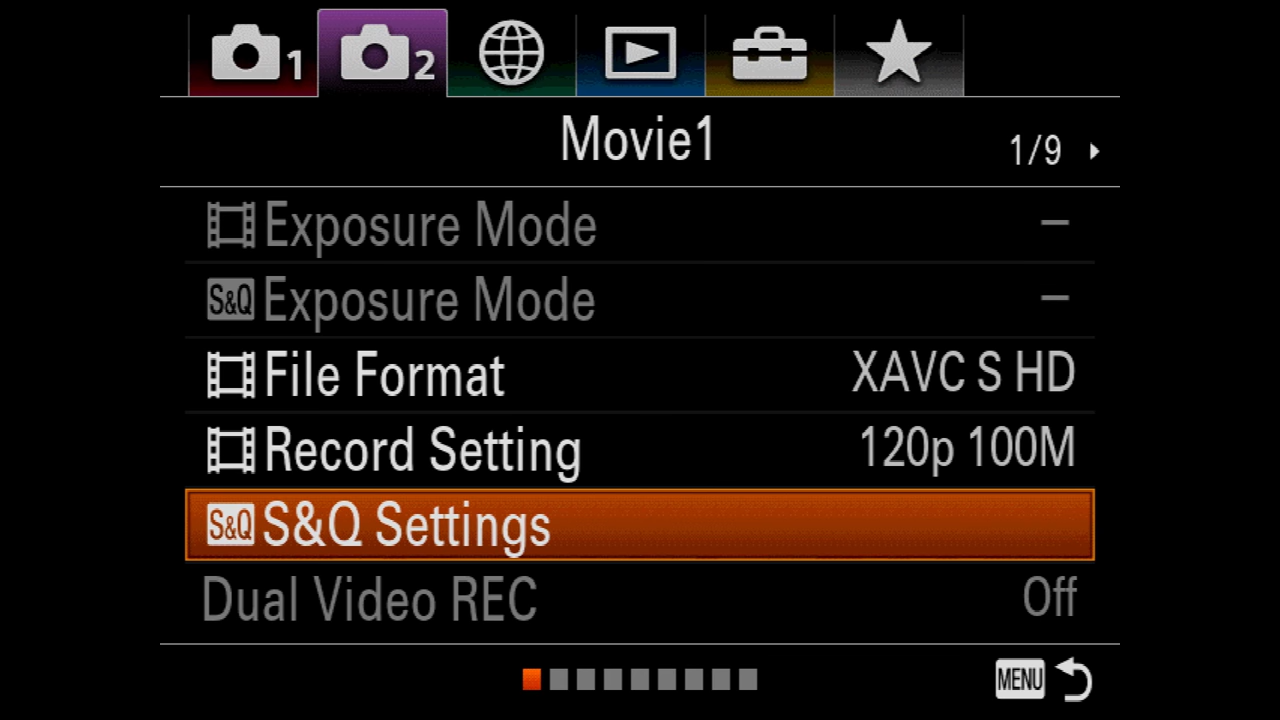 1 2
Movie1 1/9
Exposure Mode –
S&Q Exposure Mode –
File Format XAVC S HD
Record Setting 120p 100M
S&Q S&Q Settings
Dual Video REC Off
MENU